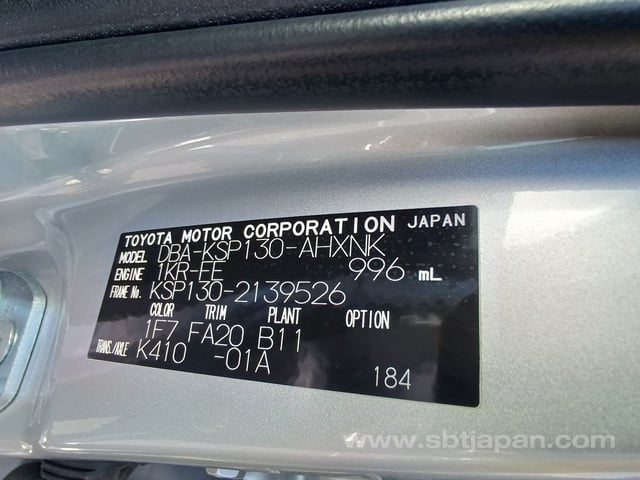 TOYOTA MOTOR CORPORATION JAPAN
MODEL DBA-KSP130-AHXNK
ENGINE 1KR-FE 996 mL
FRAME No. KSP130-2139526
COLOR TRIM PLANT OPTION
1F7 FA20 B11
TRANS./AXLE K410 -01A
184
www.sbtjapan.com